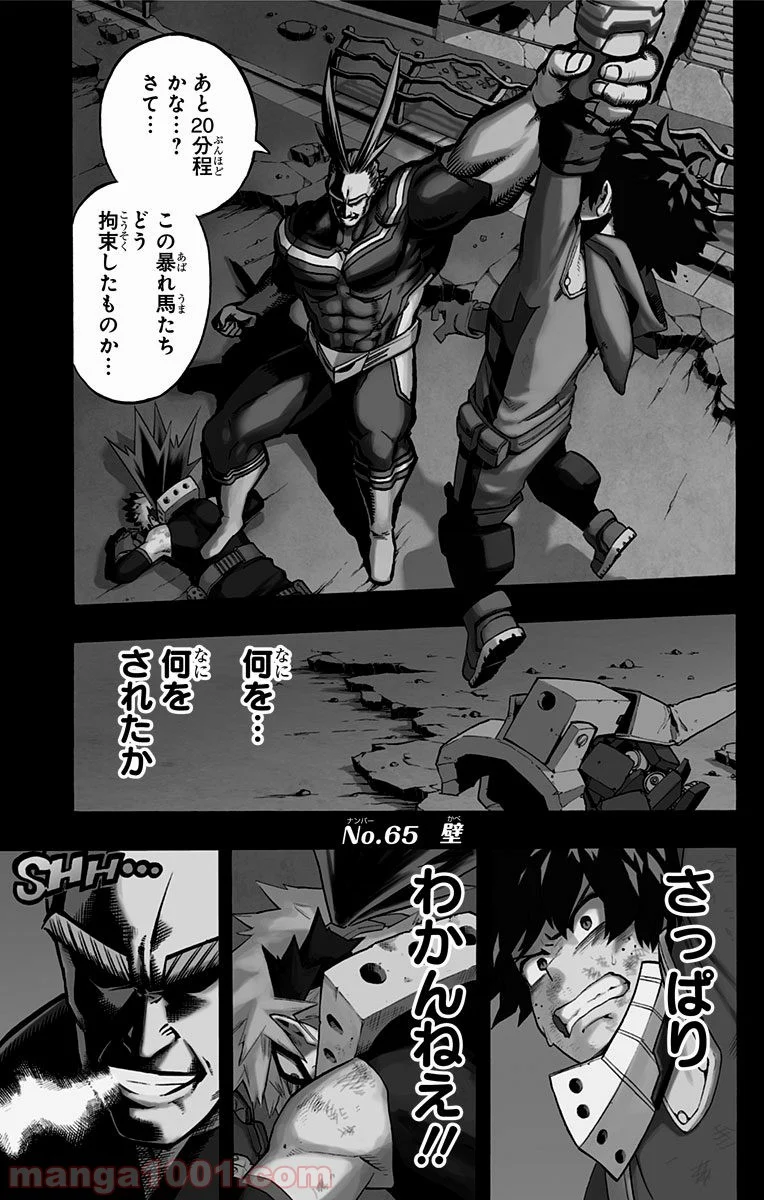 あと20分程
かな…？
さて…
この暴れ馬たち
どう
拘束したものか…
何を…
何を
されたか
No.65 壁
さっぱり
わかんねえ!!
SHH…
manga1001.com